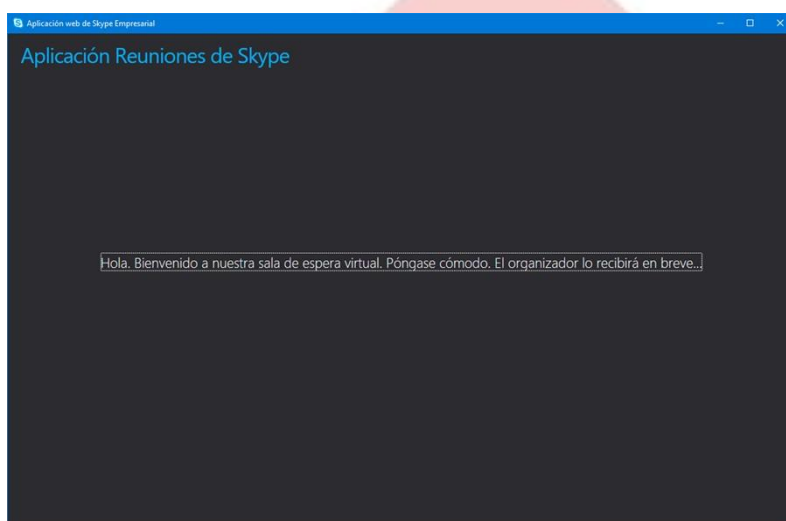 Aplicación web de Skype Empresarial
Aplicación Reuniones de Skype
Hola. Bienvenido a nuestra sala de espera virtual. Póngase cómodo. El organizador lo recibirá en breve...